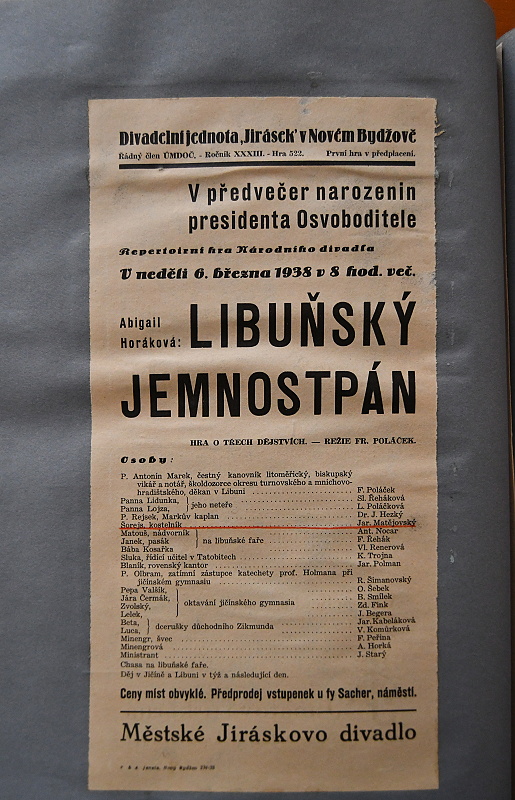 Divadelní jednota „Jirásek“ v Novém Bydžově
Řádný člen ÚMDOČ. - Ročník XXXIII. - Hra 522. První hra v předplacení.
V předvečer narozenin
presidenta Osvoboditele
Repertoirní hra Národního divadla
V neděli 6. března 1938 v 8 hod. več.
Abigail
Horáková: LIBUŇSKÝ
JEMNOSTPÁN
HRA O TŘECH DĚJSTVÍCH. — REŽIE FR. POLÁČEK.
Osoby:
P. Antonín Marek, čestný kanovník litoměřický, biskupský
vikář a notář, školdozorce okresu turnovského a mnichovo-
hradištského, děkan v Libuni . . . . . F. Poláček
Panna Lidunka, } jeho neteře . . . . . Sl. Řeháková
Panna Lojza, L. Poláčková
P. Rejsek, Markův kaplan . . . . . Dr. J. Hezký
Šorejs, kostelník . . . . . Jar. Matějovský
Matouš, nádvorník } na libuňské faře . . . . . Ant. Nocar
Janek, pasák F. Řehák
Bába Kosařka . . . . . Vl. Renerová
Sluka, řídící učitel v Tatobitech . . . . . K. Trojna
Blaník, rovenský kantor . . . . . Jar. Polman
P. Olbram, zatímní zástupce katechety prof. Holmana při
jičínském gymnasiu . . . . . R. Šimanovský
Pepa Valšík, O. Šebek
Jára Čermák, } oktaváni jičínského gymnasia B. Smílek
Zvolský, Zd. Fink
Lelek, J. Begera
Beta, } dcerušky důchodního Zikmunda Jar. Kabeláková
Luca, V. Komůrková
Minengr, švec . . . . . F. Peřina
Minengrová . . . . . A. Horká
Ministrant . . . . . J. Starý
Chasa na libuňské faře.
Děj v Jičíně a Libuni v týž a následující den.
Ceny míst obvyklé. Předprodej vstupenek u fy Sacher, náměstí.
Městské Jiráskovo divadlo